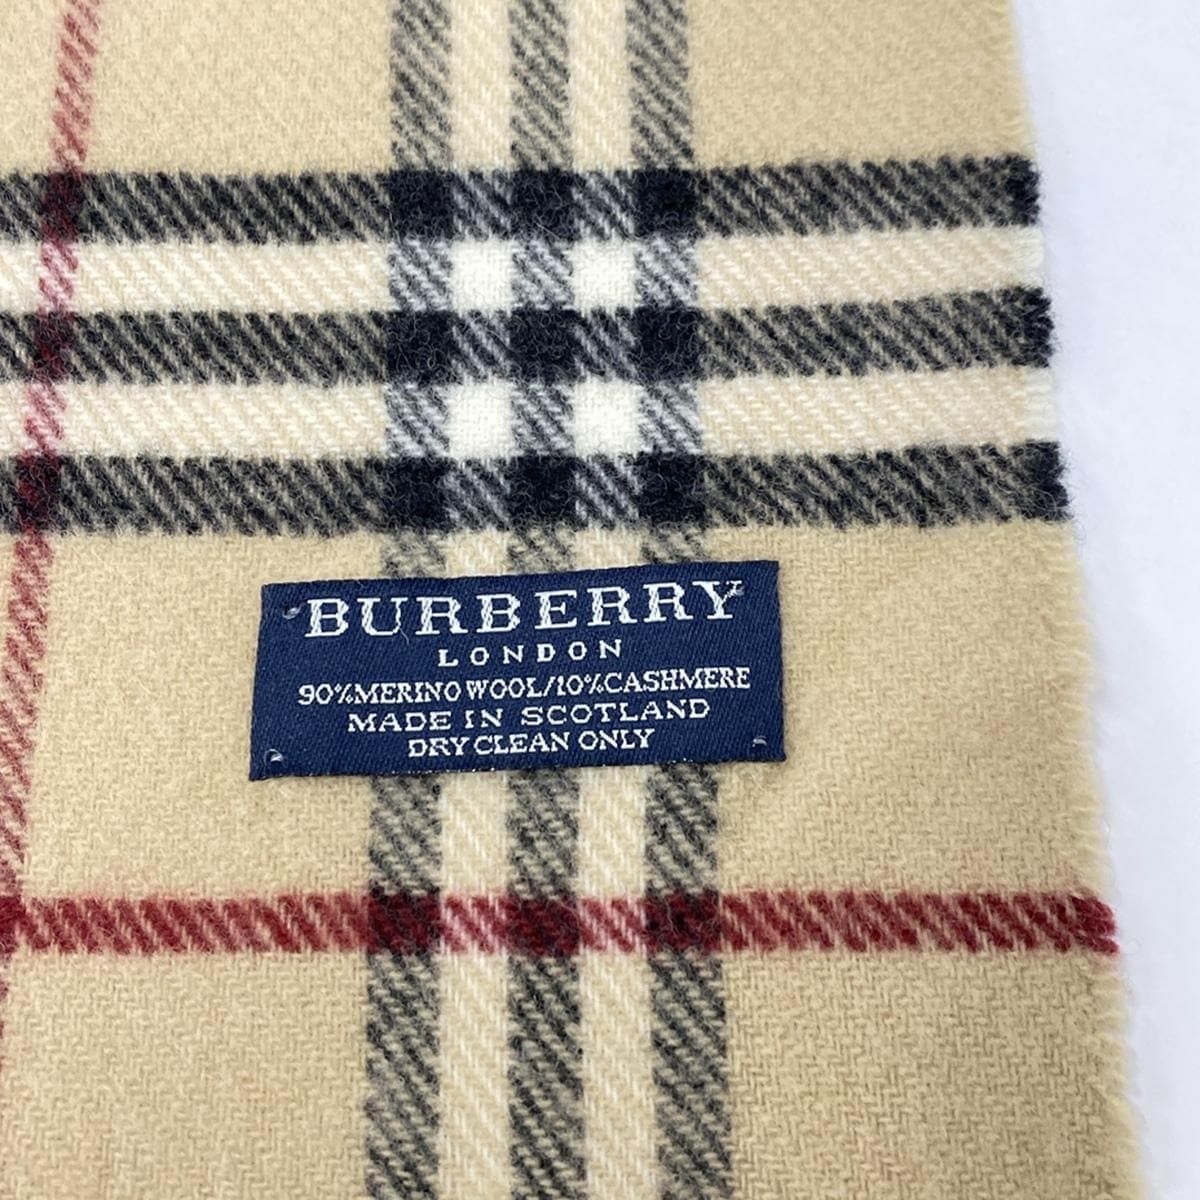 BURBERRY
LONDON
90%MERINO WOOL/10%CASHMERE
MADE IN SCOTLAND
DRY CLEAN ONLY